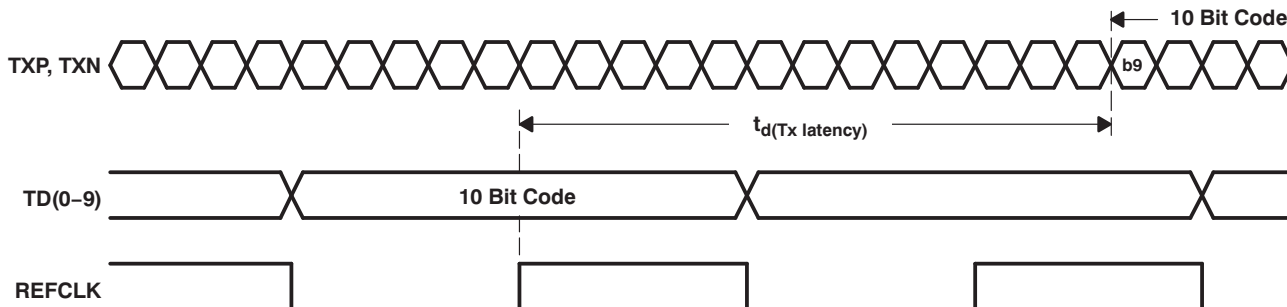 10 Bit Code
TXP, TXN
b9
td(Tx latency)
TD(0–9)
10 Bit Code
REFCLK